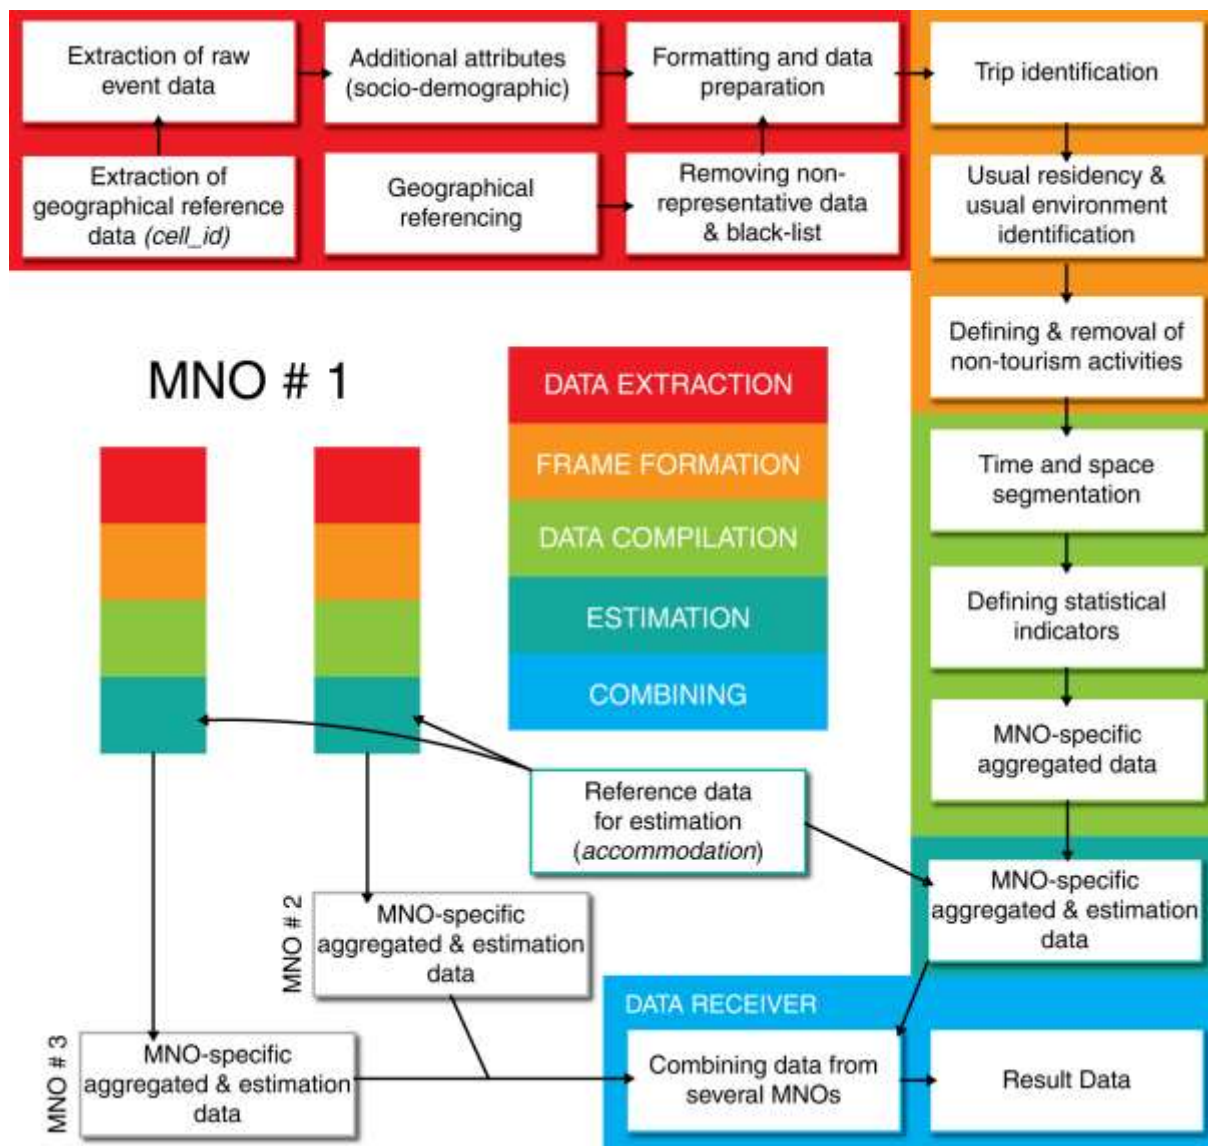 Extraction of raw
event data
Additional attributes
(socio-demographic)
Formatting and data
preparation
Trip identification
Extraction of
geographical reference
data (cell_id)
Geographical
referencing
Removing non-
representative data
& black-list
Usual residency &
usual environment
identification
Defining & removal of
non-tourism activities
MNO # 1
DATA EXTRACTION
FRAME FORMATION
DATA COMPILATION
ESTIMATION
COMBINING
Time and space
segmentation
Defining statistical
indicators
MNO-specific
aggregated data
Reference data
for estimation
(accommodation)
MNO-specific
aggregated & estimation
data
MNO # 2
MNO-specific
aggregated & estimation
data
MNO # 3
MNO-specific
aggregated & estimation
data
DATA RECEIVER
Combining data from
several MNOs
Result Data